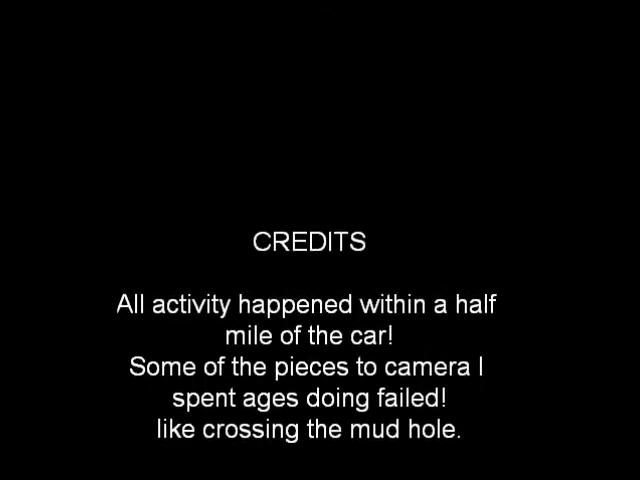 CREDITS
All activity happened within a half
mile of the car!
Some of the pieces to camera I
spent ages doing failed!
like crossing the mud hole.